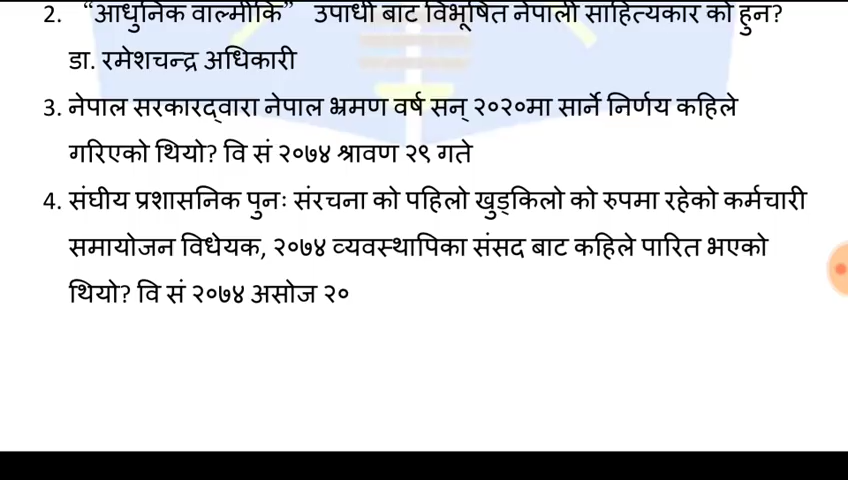 2. “आधुनिक वाल्मीकि” उपाधी बाट विभूषित नेपाली साहित्यकार को हुन?
डा. रमेशचन्द्र अधिकारी
3. नेपाल सरकारद्वारा नेपाल भ्रमण वर्ष सन् २०२०मा सार्ने निर्णय कहिले
गरिएको थियो? वि सं २०७४ श्रावण २९ गते
4. संघीय प्रशासनिक पुनः संरचना को पहिलो खुड्किलो को रुपमा रहेको कर्मचारी
समायोजन विधेयक, २०७४ व्यवस्थापिका संसद बाट कहिले पारित भएको
थियो? वि सं २०७४ असोज २०